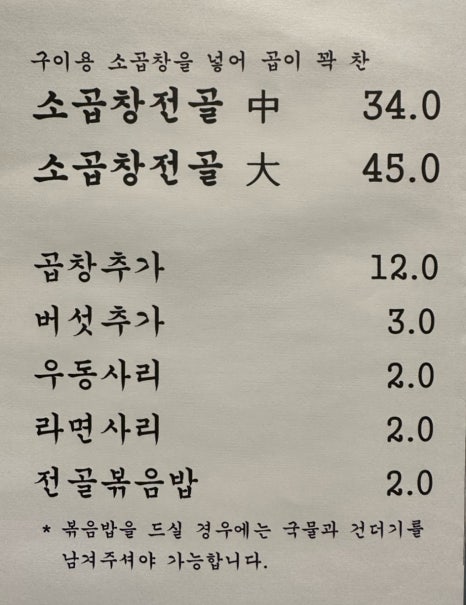 구이용 소곱창을 넣어 곱이 꽉 찬
소곱창전골 中 34.0
소곱창전골 大 45.0
곱창추가 12.0
버섯추가 3.0
우동사리 2.0
라면사리 2.0
전골볶음밥 2.0
* 볶음밥을 드실 경우에는 국물과 건더기를
남겨주셔야 가능합니다.